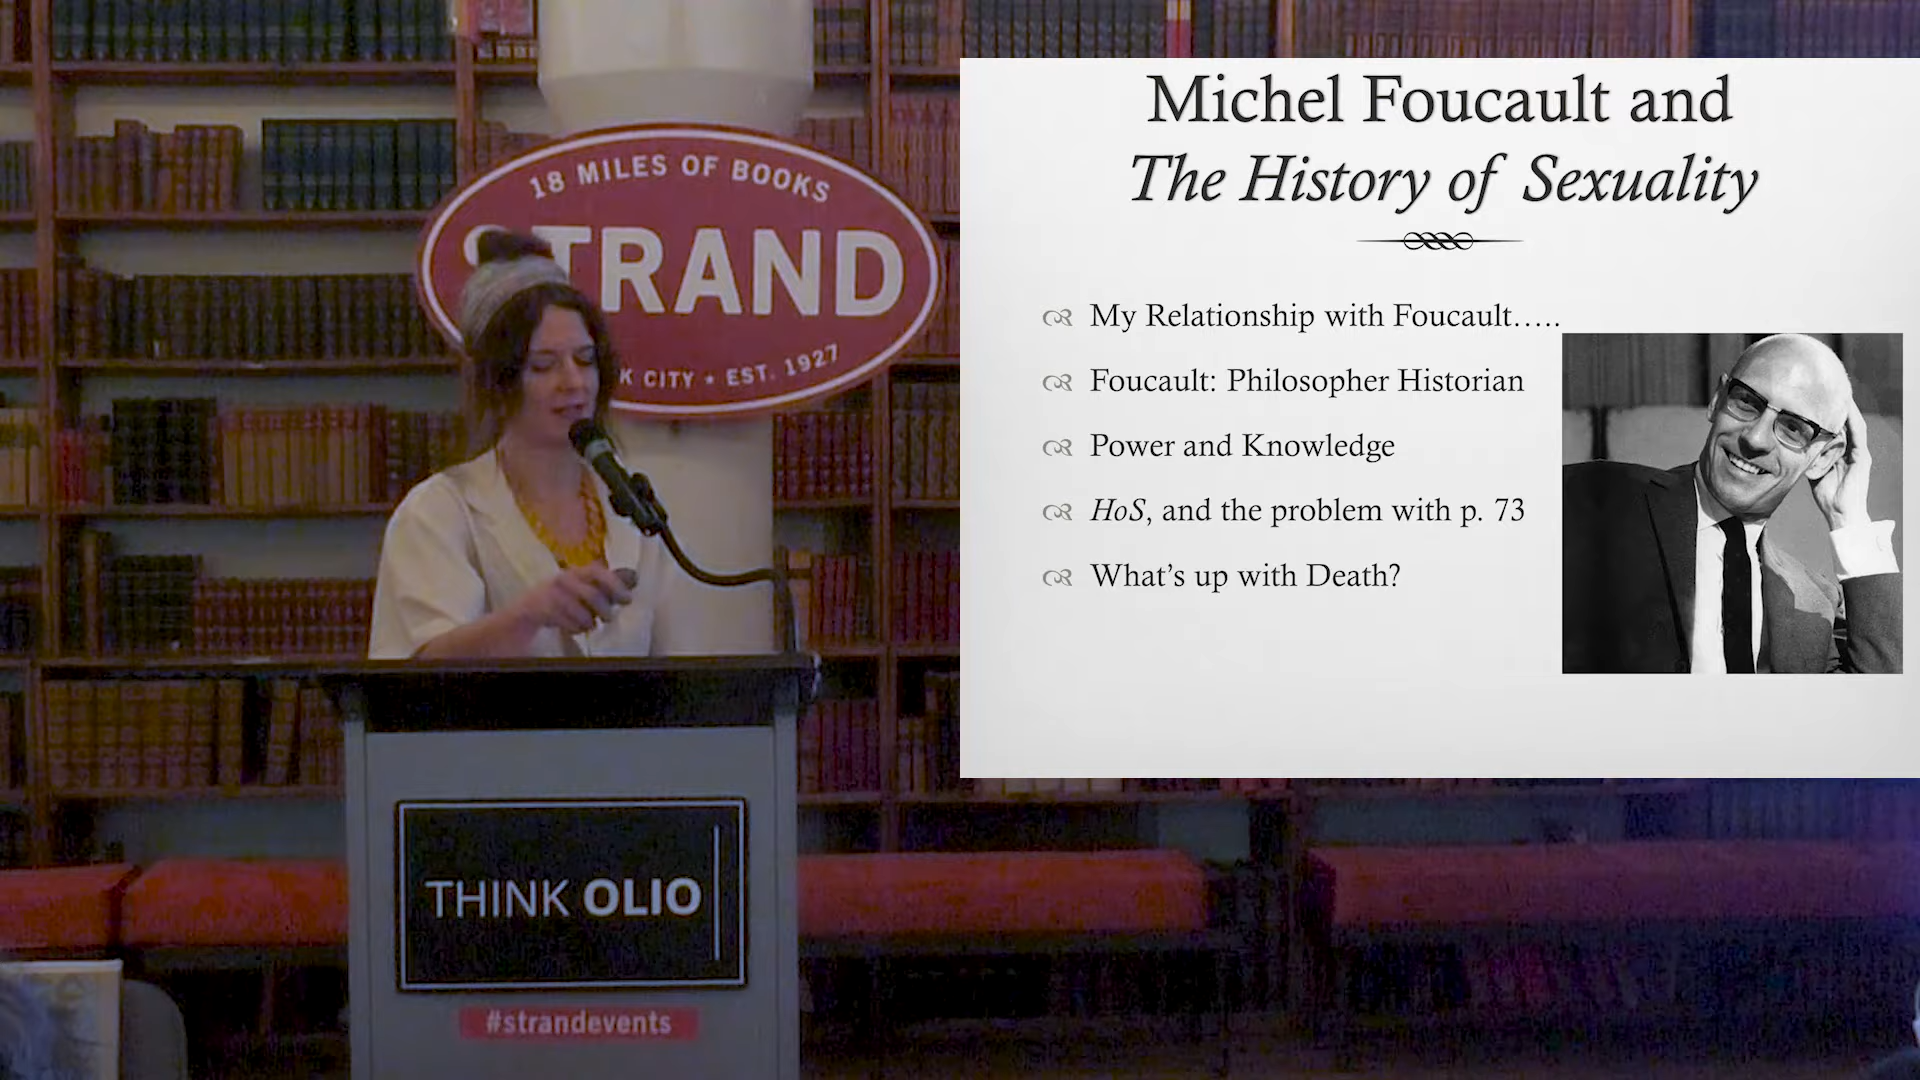 18 MILES OF BOOKS
STRAND
K CITY ★ EST. 1927
Michel Foucault and
The History of Sexuality
My Relationship with Foucault.....
Foucault: Philosopher Historian
Power and Knowledge
HoS, and the problem with p. 73
What's up with Death?
THINK OLIO
#strandevents